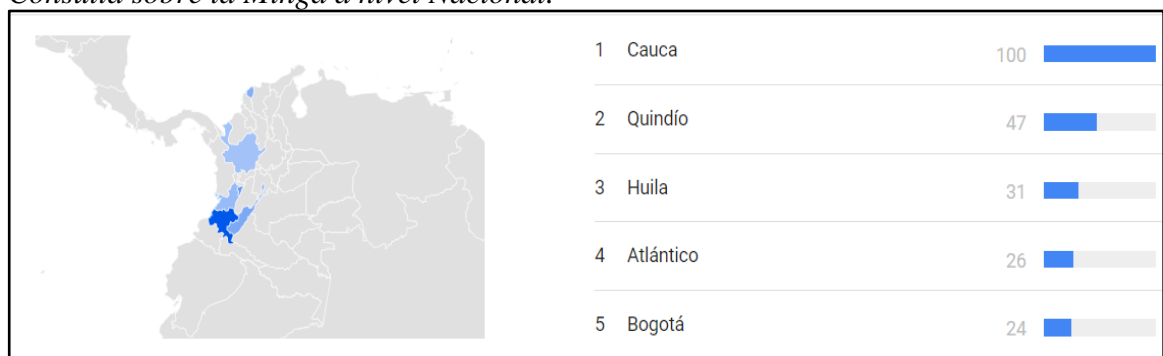 Consulta sobre la Minga a nivel Nacional.
1 Cauca 100
2 Quindío 47
3 Huila 31
4 Atlántico 26
5 Bogotá 24